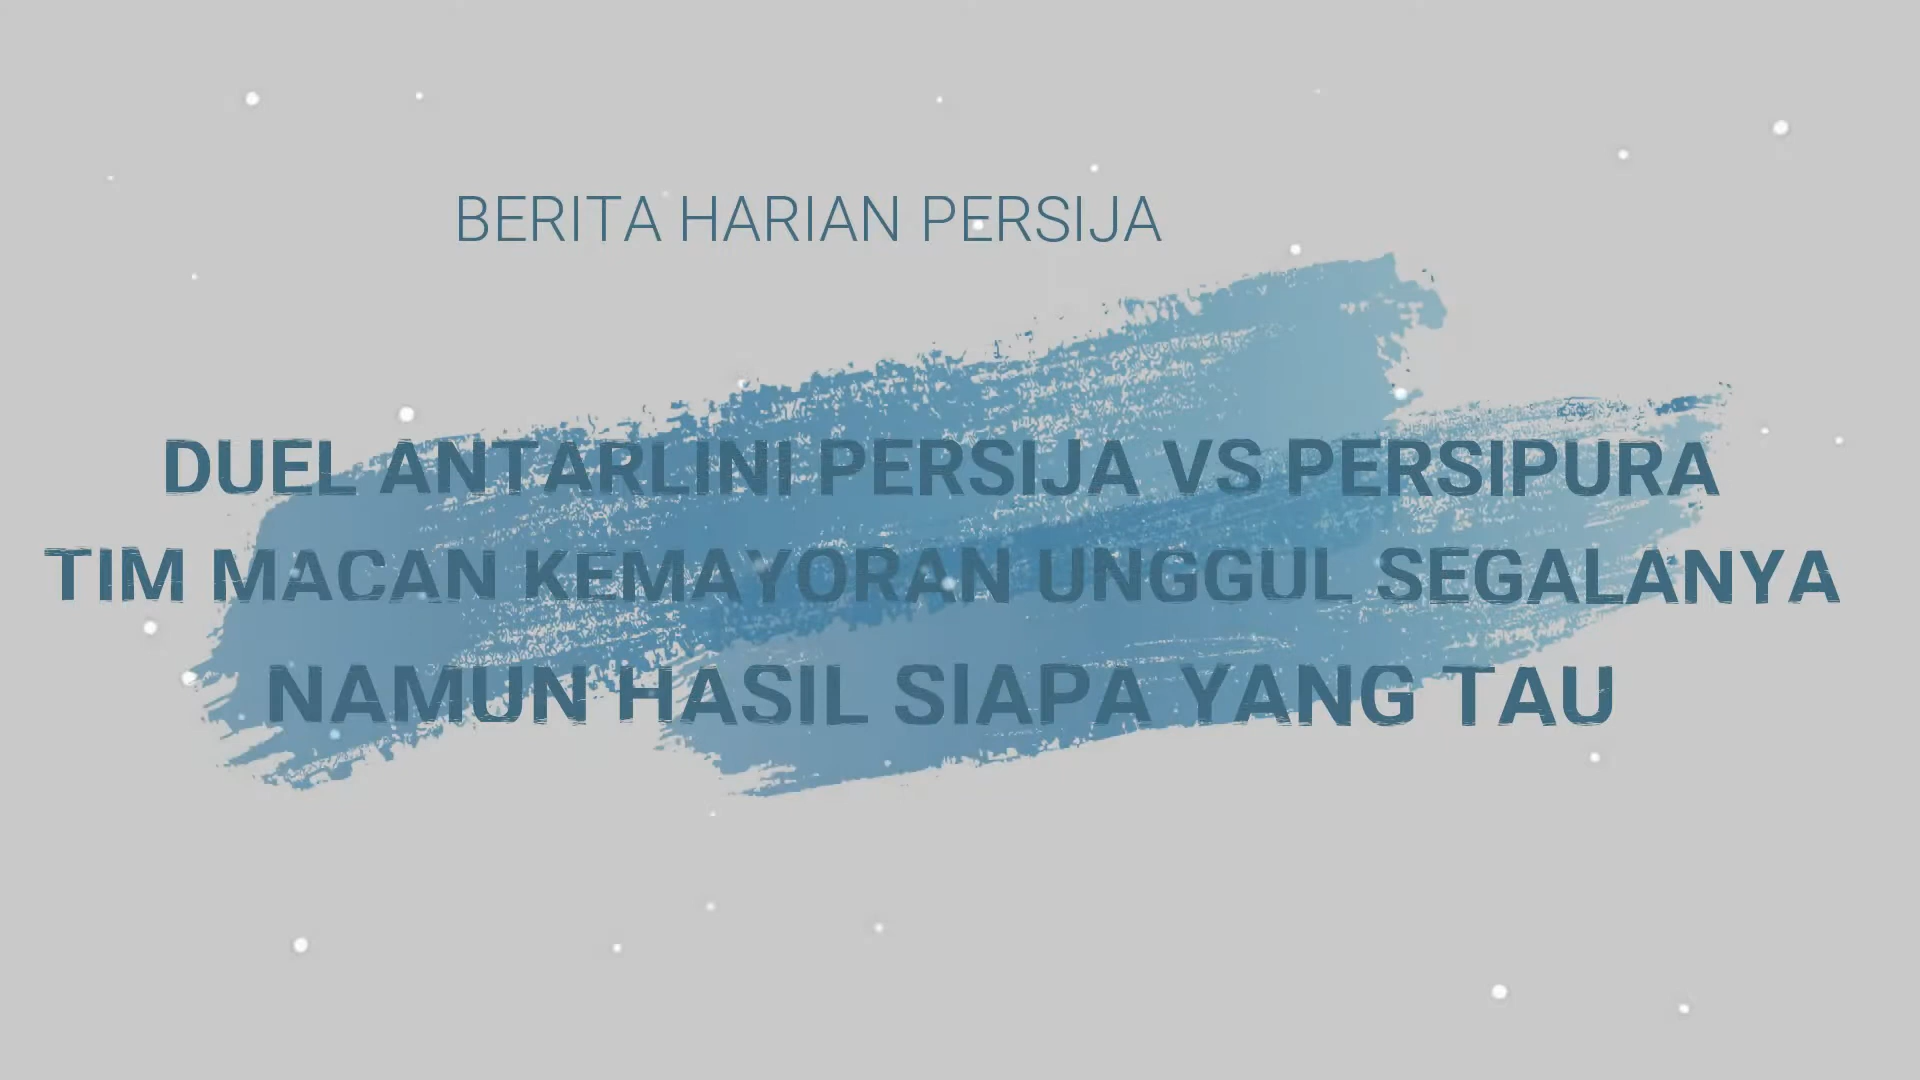 BERITA HARIAN PERSIJA
DUEL ANTARLINI PERSIJA VS PERSIPURA
TIM MACAN KEMAYORAN UNGGUL SEGALANYA
NAMUN HASIL SIAPA YANG TAU